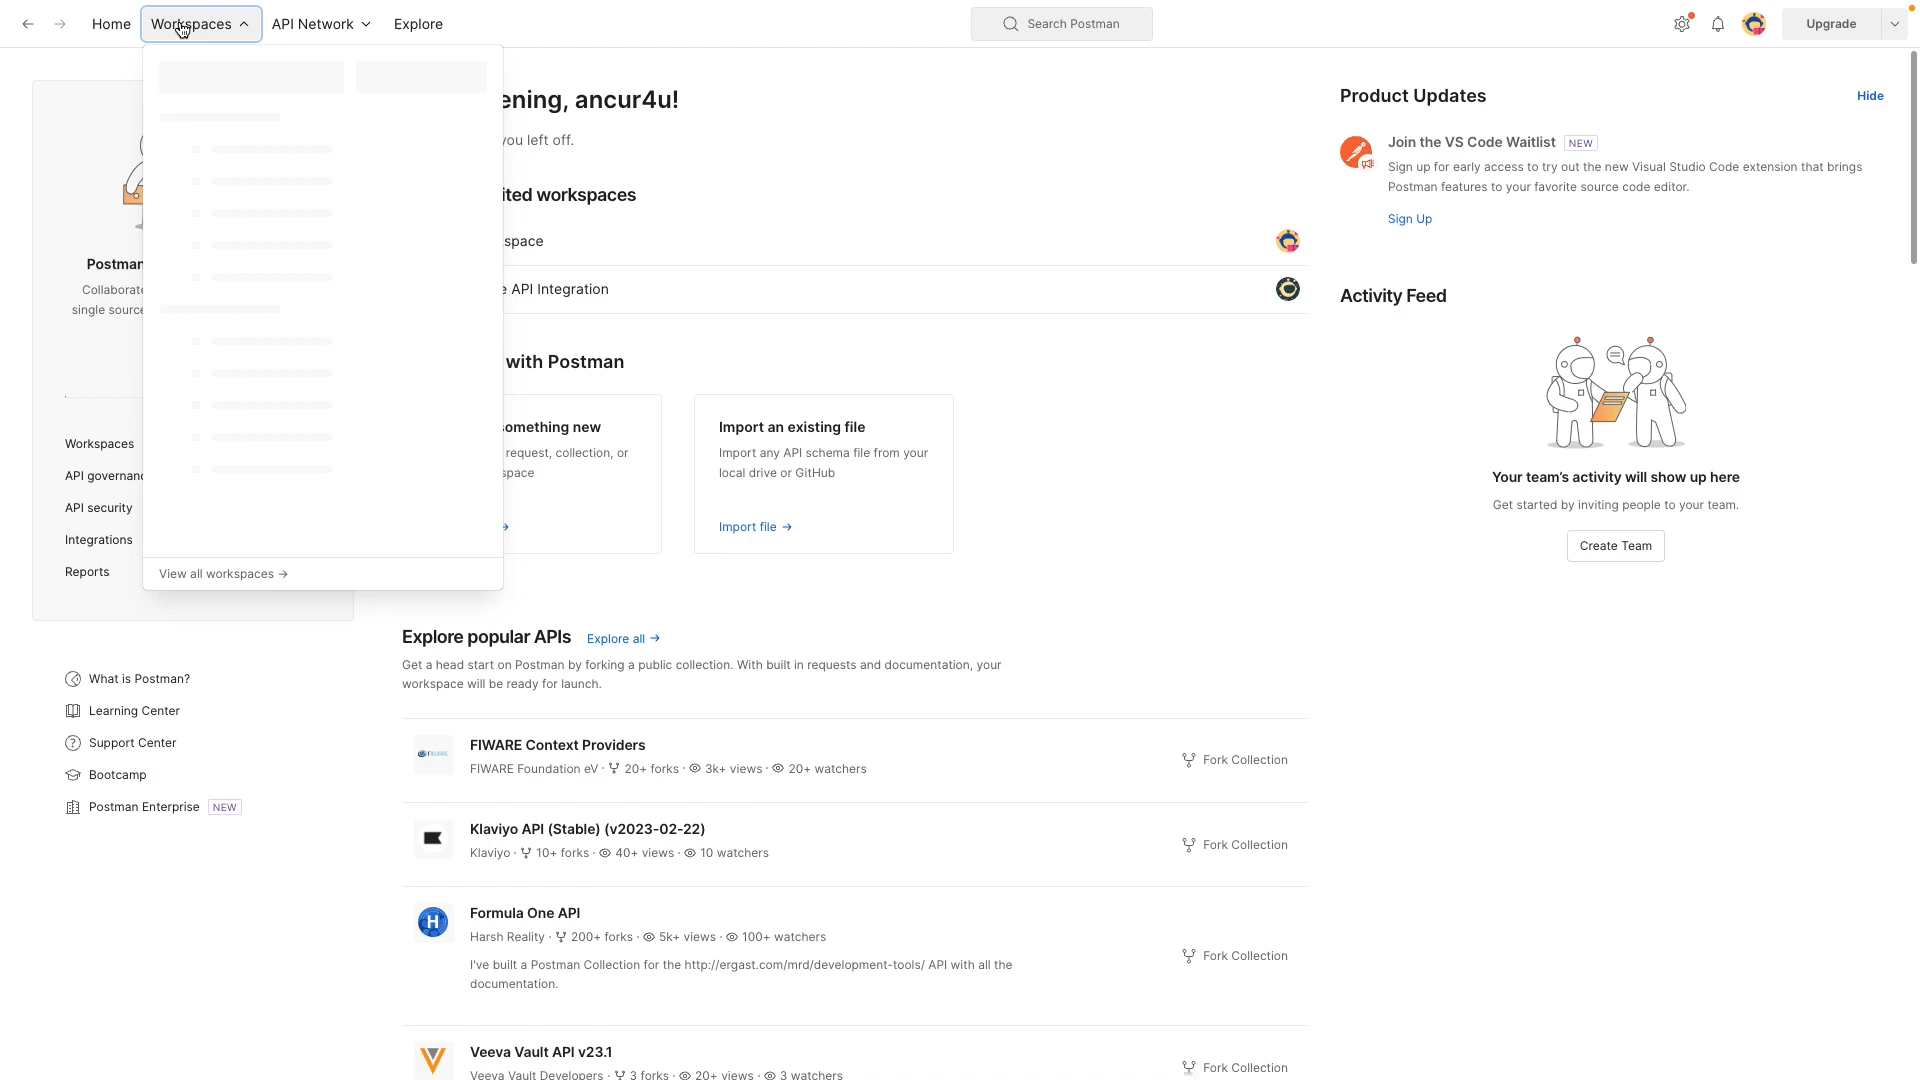 Home
Workspaces
API Network
Explore
Search Postman
Upgrade
ening, ancur4u!
you left off.
ited workspaces
space
e API Integration
Postman
Collaborate
single source
Workspaces
API governanc
API security
Integrations
Reports
View all workspaces →
with Postman
omething new
request, collection, or
space
Import an existing file
Import any API schema file from your
local drive or GitHub
Import file →
Product Updates
Hide
Join the VS Code Waitlist NEW
Sign up for early access to try out the new Visual Studio Code extension that brings
Postman features to your favorite source code editor.
Sign Up
Activity Feed
Your team’s activity will show up here
Get started by inviting people to your team.
Create Team
What is Postman?
Learning Center
Support Center
Bootcamp
Postman Enterprise NEW
Explore popular APIs Explore all →
Get a head start on Postman by forking a public collection. With built in requests and documentation, your
workspace will be ready for launch.
FIWARE
FIWARE Context Providers
FIWARE Foundation eV · 20+ forks · 3k+ views · 20+ watchers
Fork Collection
Klaviyo API (Stable) (v2023-02-22)
Klaviyo · 10+ forks · 40+ views · 10 watchers
Fork Collection
H
Formula One API
Harsh Reality · 200+ forks · 5k+ views · 100+ watchers
I've built a Postman Collection for the http://ergast.com/mrd/development-tools/ API with all the
documentation.
Fork Collection
Veeva Vault API v23.1
Veeva Vault Developers · 3 forks · 20+ views · 3 watchers
Fork Collection